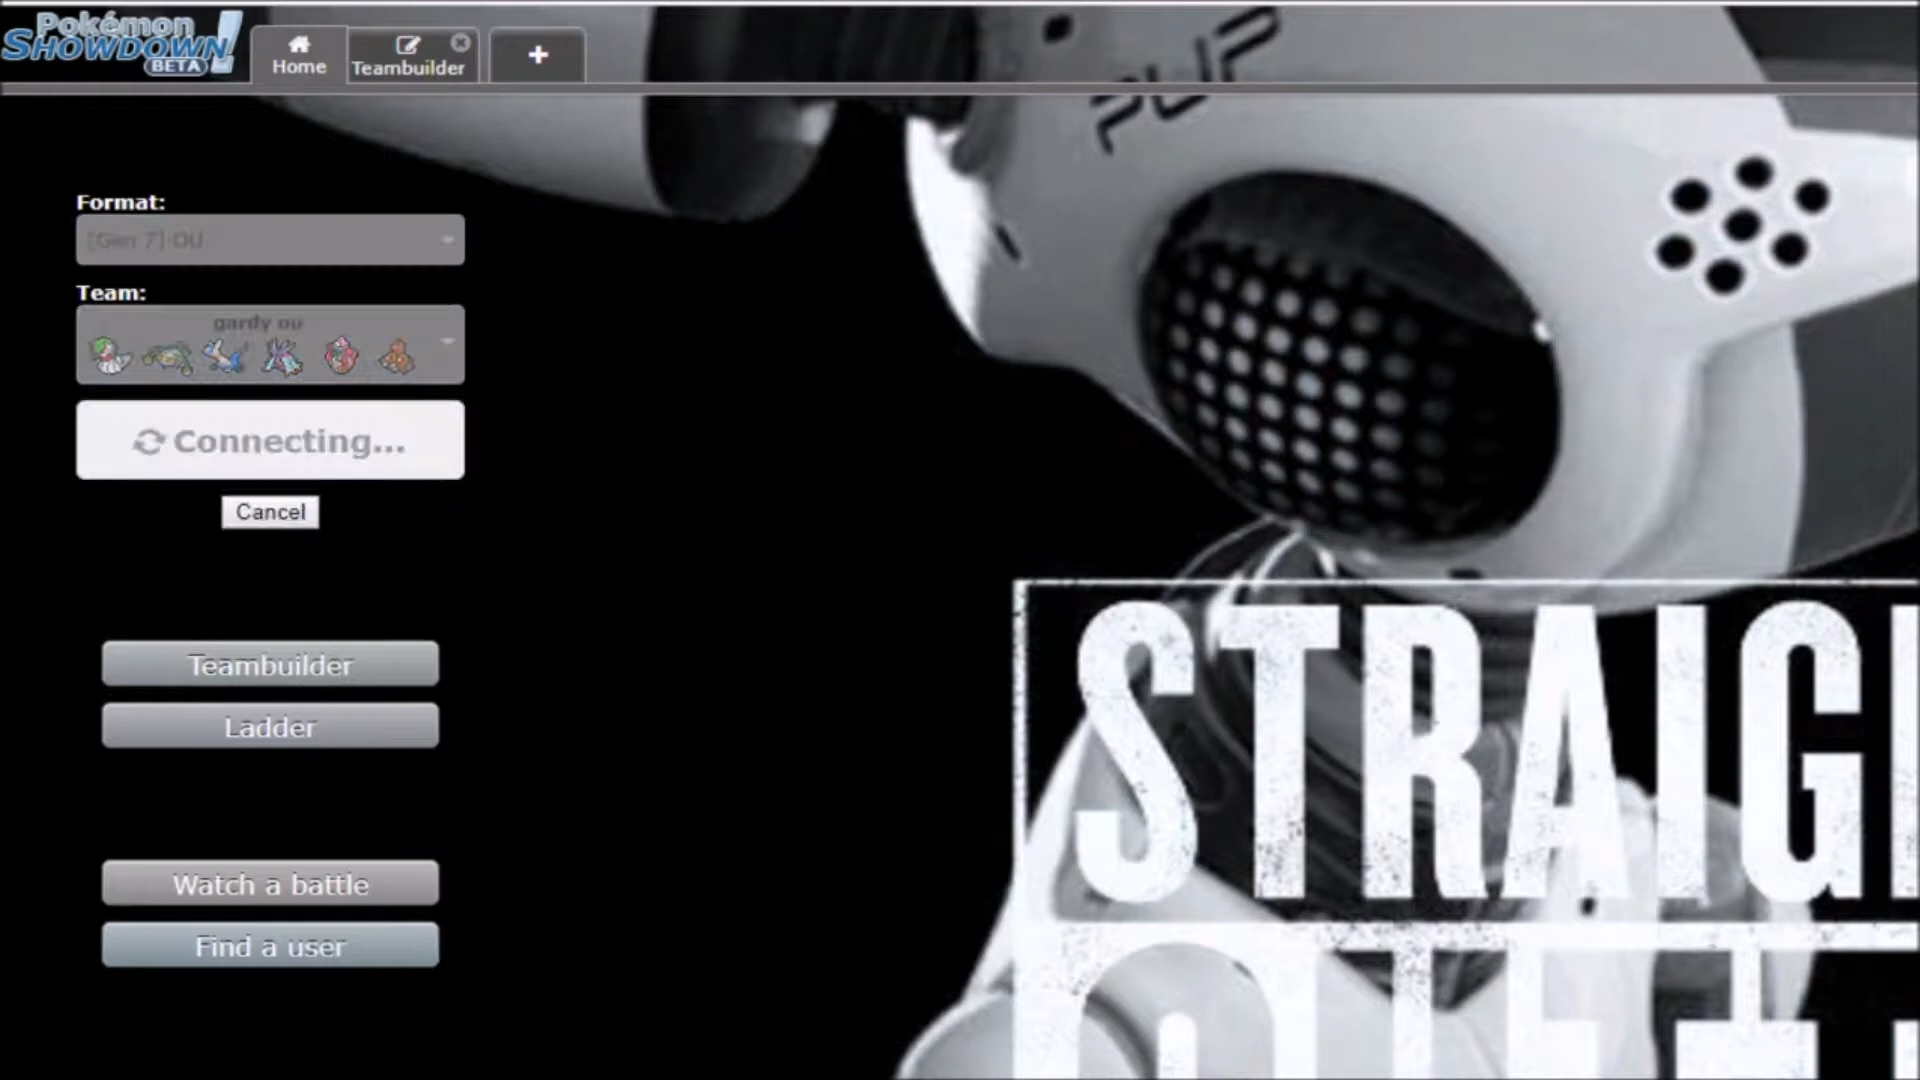 Pokémon
SHOWDOWN!
BETA
Home
Teambuilder
+
PUP
Format:
[Gen 7] OU
Team:
gardy ou
Connecting...
Cancel
Teambuilder
Ladder
Watch a battle
Find a user
STRAIG